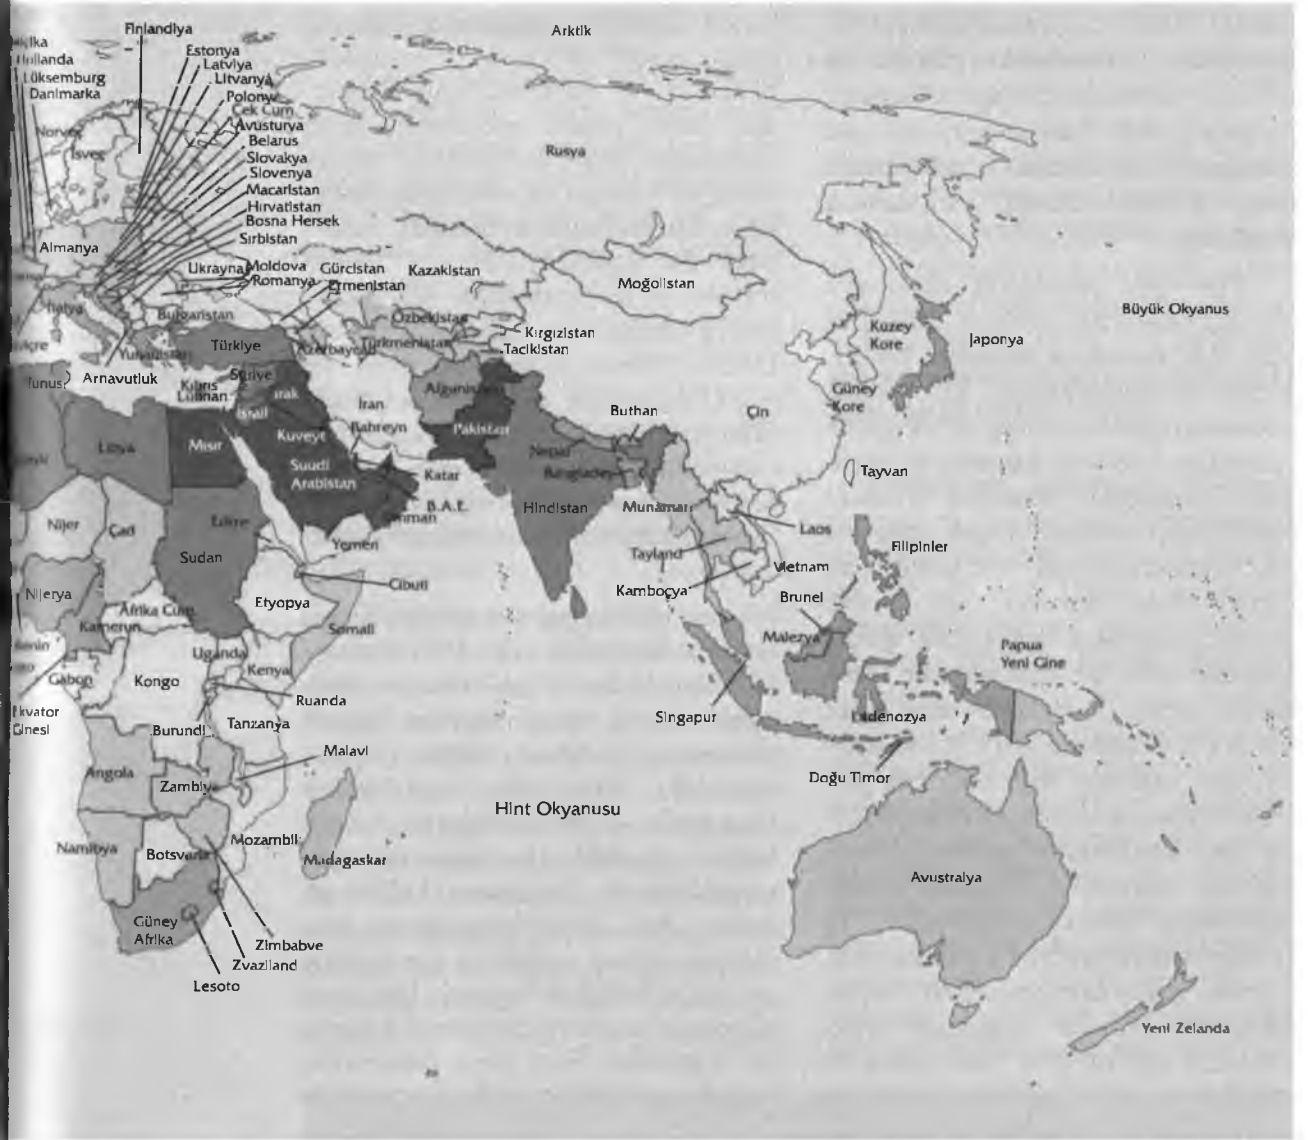 Finlandiya
Arktik
Estonya
Latviya
Litvanya
Lüksemburg
Danimarka
Polony
Çek Cum.
Avusturya
Norveç
Belarus
İsveç
Rusya
Slovakya
Slovenya
Macaristan
Hırvatistan
Bosna Hersek
Sırbistan
Almanya
Ukrayna
Moldova
Gürcistan
Kazakistan
Romanya
Ermenistan
Moğolistan
İtalya
Bulgaristan
Özbekistan
Büyük Okyanus
Kırgızistan
Kuzey
Kore
Japonya
Türkiye
Azerbaycan
Türkmenistan
Tacikistan
Yunanistan
Arnavutluk
Suriye
Kıbrıs
Lübnan
Irak
Afganistan
İran
Güney
Kore
İsrail
Buthan
Çin
Bahreyn
Pakistan
Kuveyt
Libya
Mısır
Nepal
Suudi
Arabistan
Katar
Bangladeş
Tayvan
B.A.E.
Hindistan
Munamar
Umman
Nijer
Çad
Laos
Yemen
Filipinler
Sudan
Tayland
Vietnam
Cibuti
Nijerya
Kamboçya
Brunei
Etyopya
Afrika Cum.
Kamerun
Somali
Malezya
Papua
Yeni Gine
Uganda
Kenya
Gabon
Kongo
Ruanda
Ekvator
Ginesi
Singapur
Burundi
Tanzanya
Malavi
Angola
Zambiya
Doğu Timor
Hint Okyanusu
Mozambik
Namibya
Botsvana
Madagaskar
Avustralya
Güney
Afrika
Zimbabve
Zvaziland
Lesoto
Yeni Zelanda